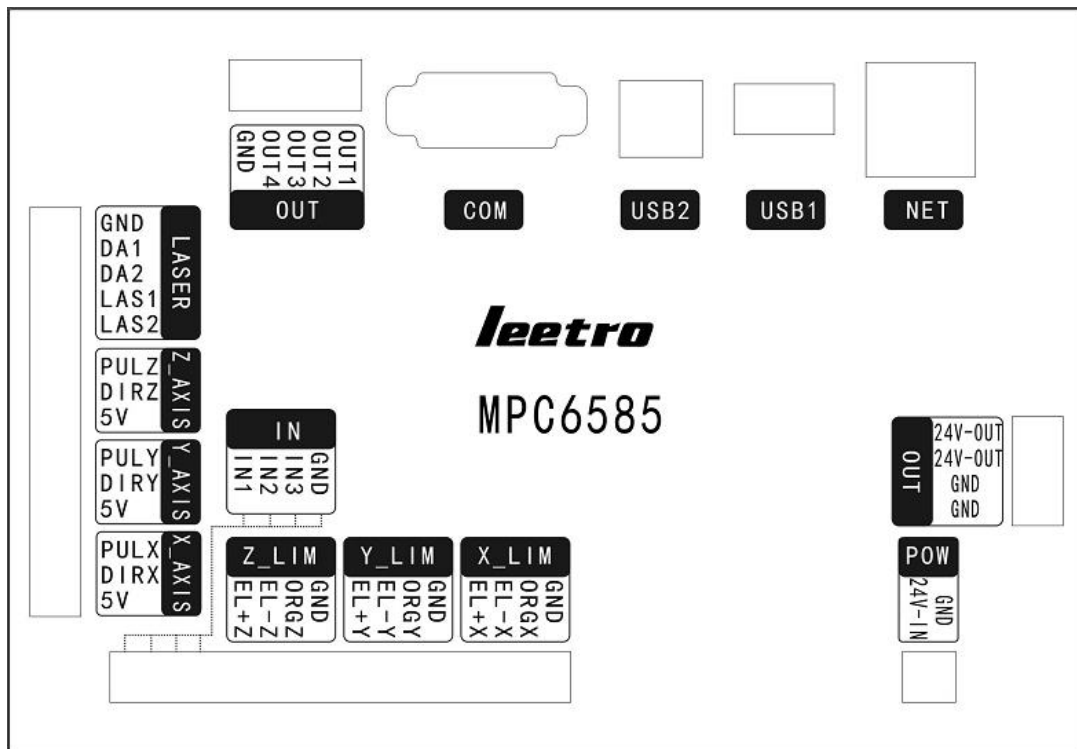 OUT1
OUT2
OUT3
OUT4
GND
OUT
COM
USB2
USB1
NET
GND
DA1
DA2
LAS1
LAS2
LASER
PULZ
DIRZ
5V
Z_AXIS
PULY
DIRY
5V
Y_AXIS
PULX
DIRX
5V
X_AXIS
leetro
MPC6585
IN
GND
IN3
IN2
IN1
Z_LIM
GND
ORGZ
EL-Z
EL+Z
Y_LIM
GND
ORGY
EL-Y
EL+Y
X_LIM
GND
ORGX
EL-X
EL+X
OUT
24V-OUT
24V-OUT
GND
GND
POW
GND
24V-IN